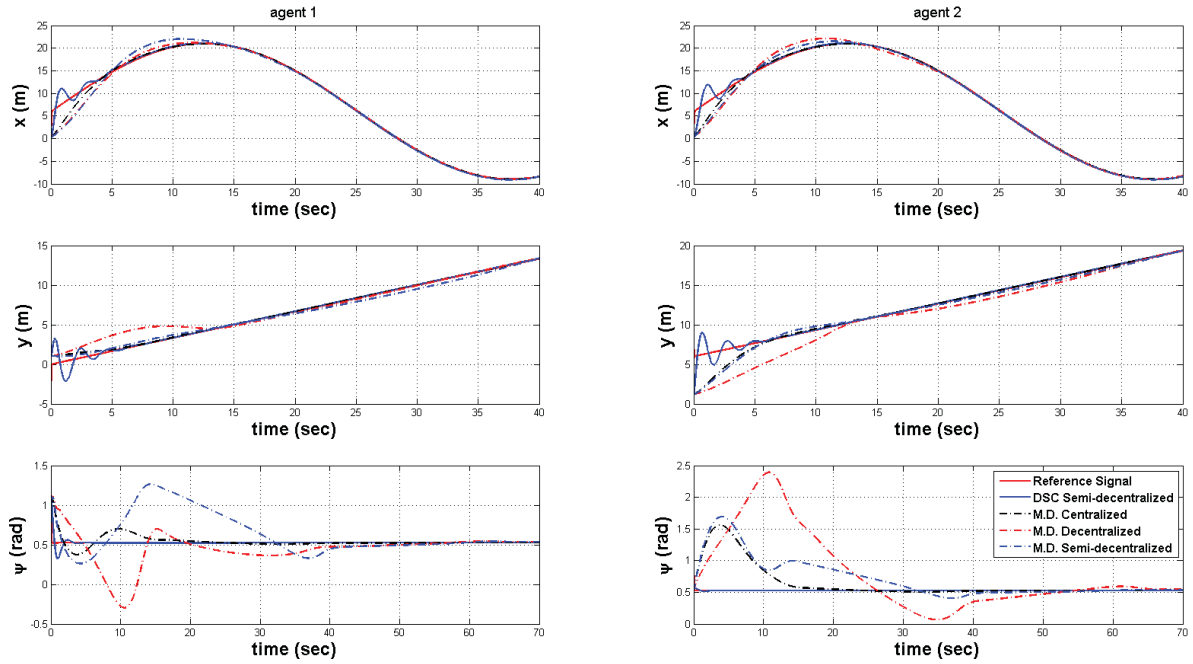 agent 1
25
20
15
10
5
0
-5
-10
x (m)
0 5 10 15 20 25 30 35 40
time (sec)
agent 2
25
20
15
10
5
0
-5
-10
x (m)
0 5 10 15 20 25 30 35 40
time (sec)
15
10
5
0
-5
y (m)
0 5 10 15 20 25 30 35 40
time (sec)
20
15
10
5
0
y (m)
0 5 10 15 20 25 30 35 40
time (sec)
1.5
1
0.5
0
-0.5
ψ (rad)
0 10 20 30 40 50 60 70
time (sec)
2.5
2
1.5
1
0.5
0
ψ (rad)
0 10 20 30 40 50 60 70
time (sec)
Reference Signal
DSC Semi-decentralized
M.D. Centralized
M.D. Decentralized
M.D. Semi-decentralized